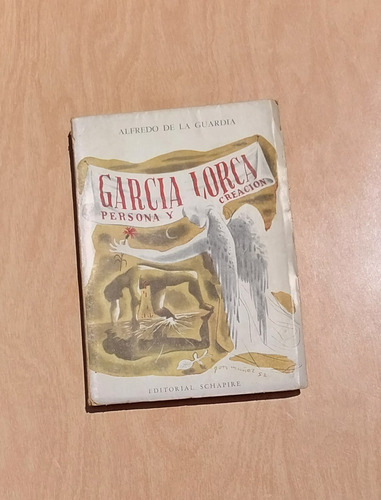 ALFREDO DE LA GUARDIA
GARCIA LORCA
PERSONA Y CREACION
EDITORIAL SCHAPIRE